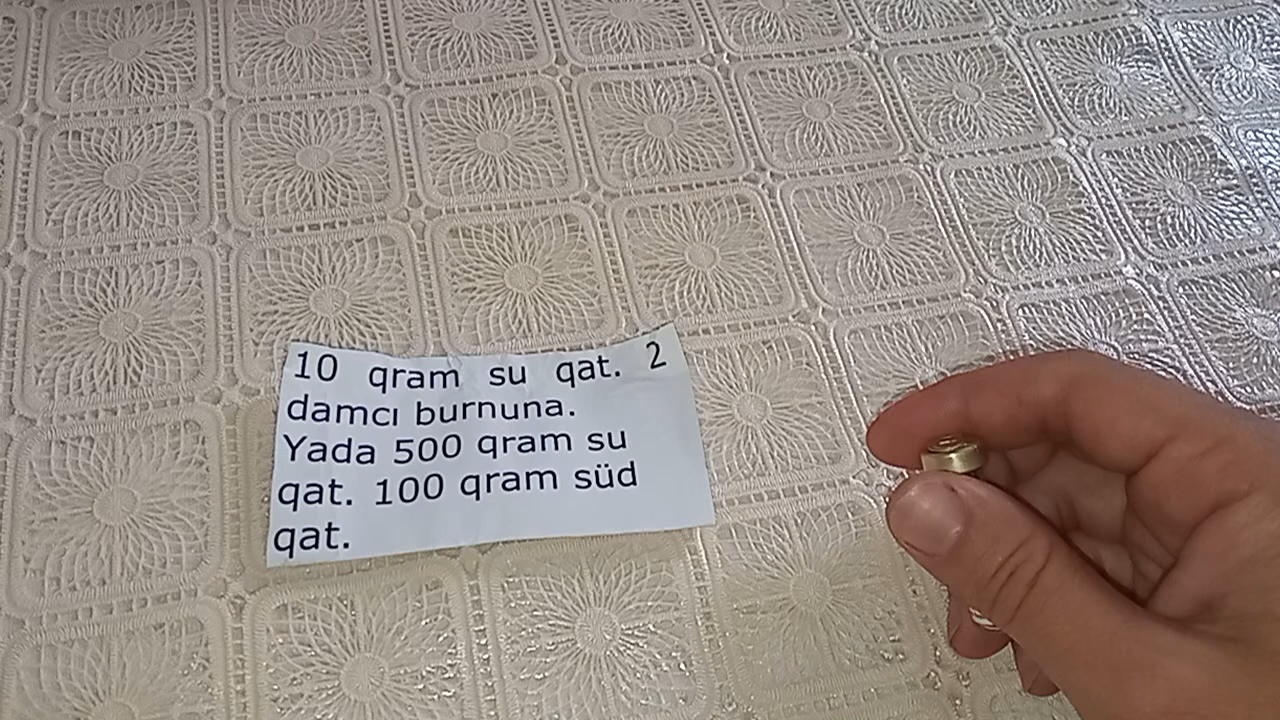 10 qram su qat. 2
damcı burnuna.
Yada 500 qram su
qat. 100 qram süd
qat.